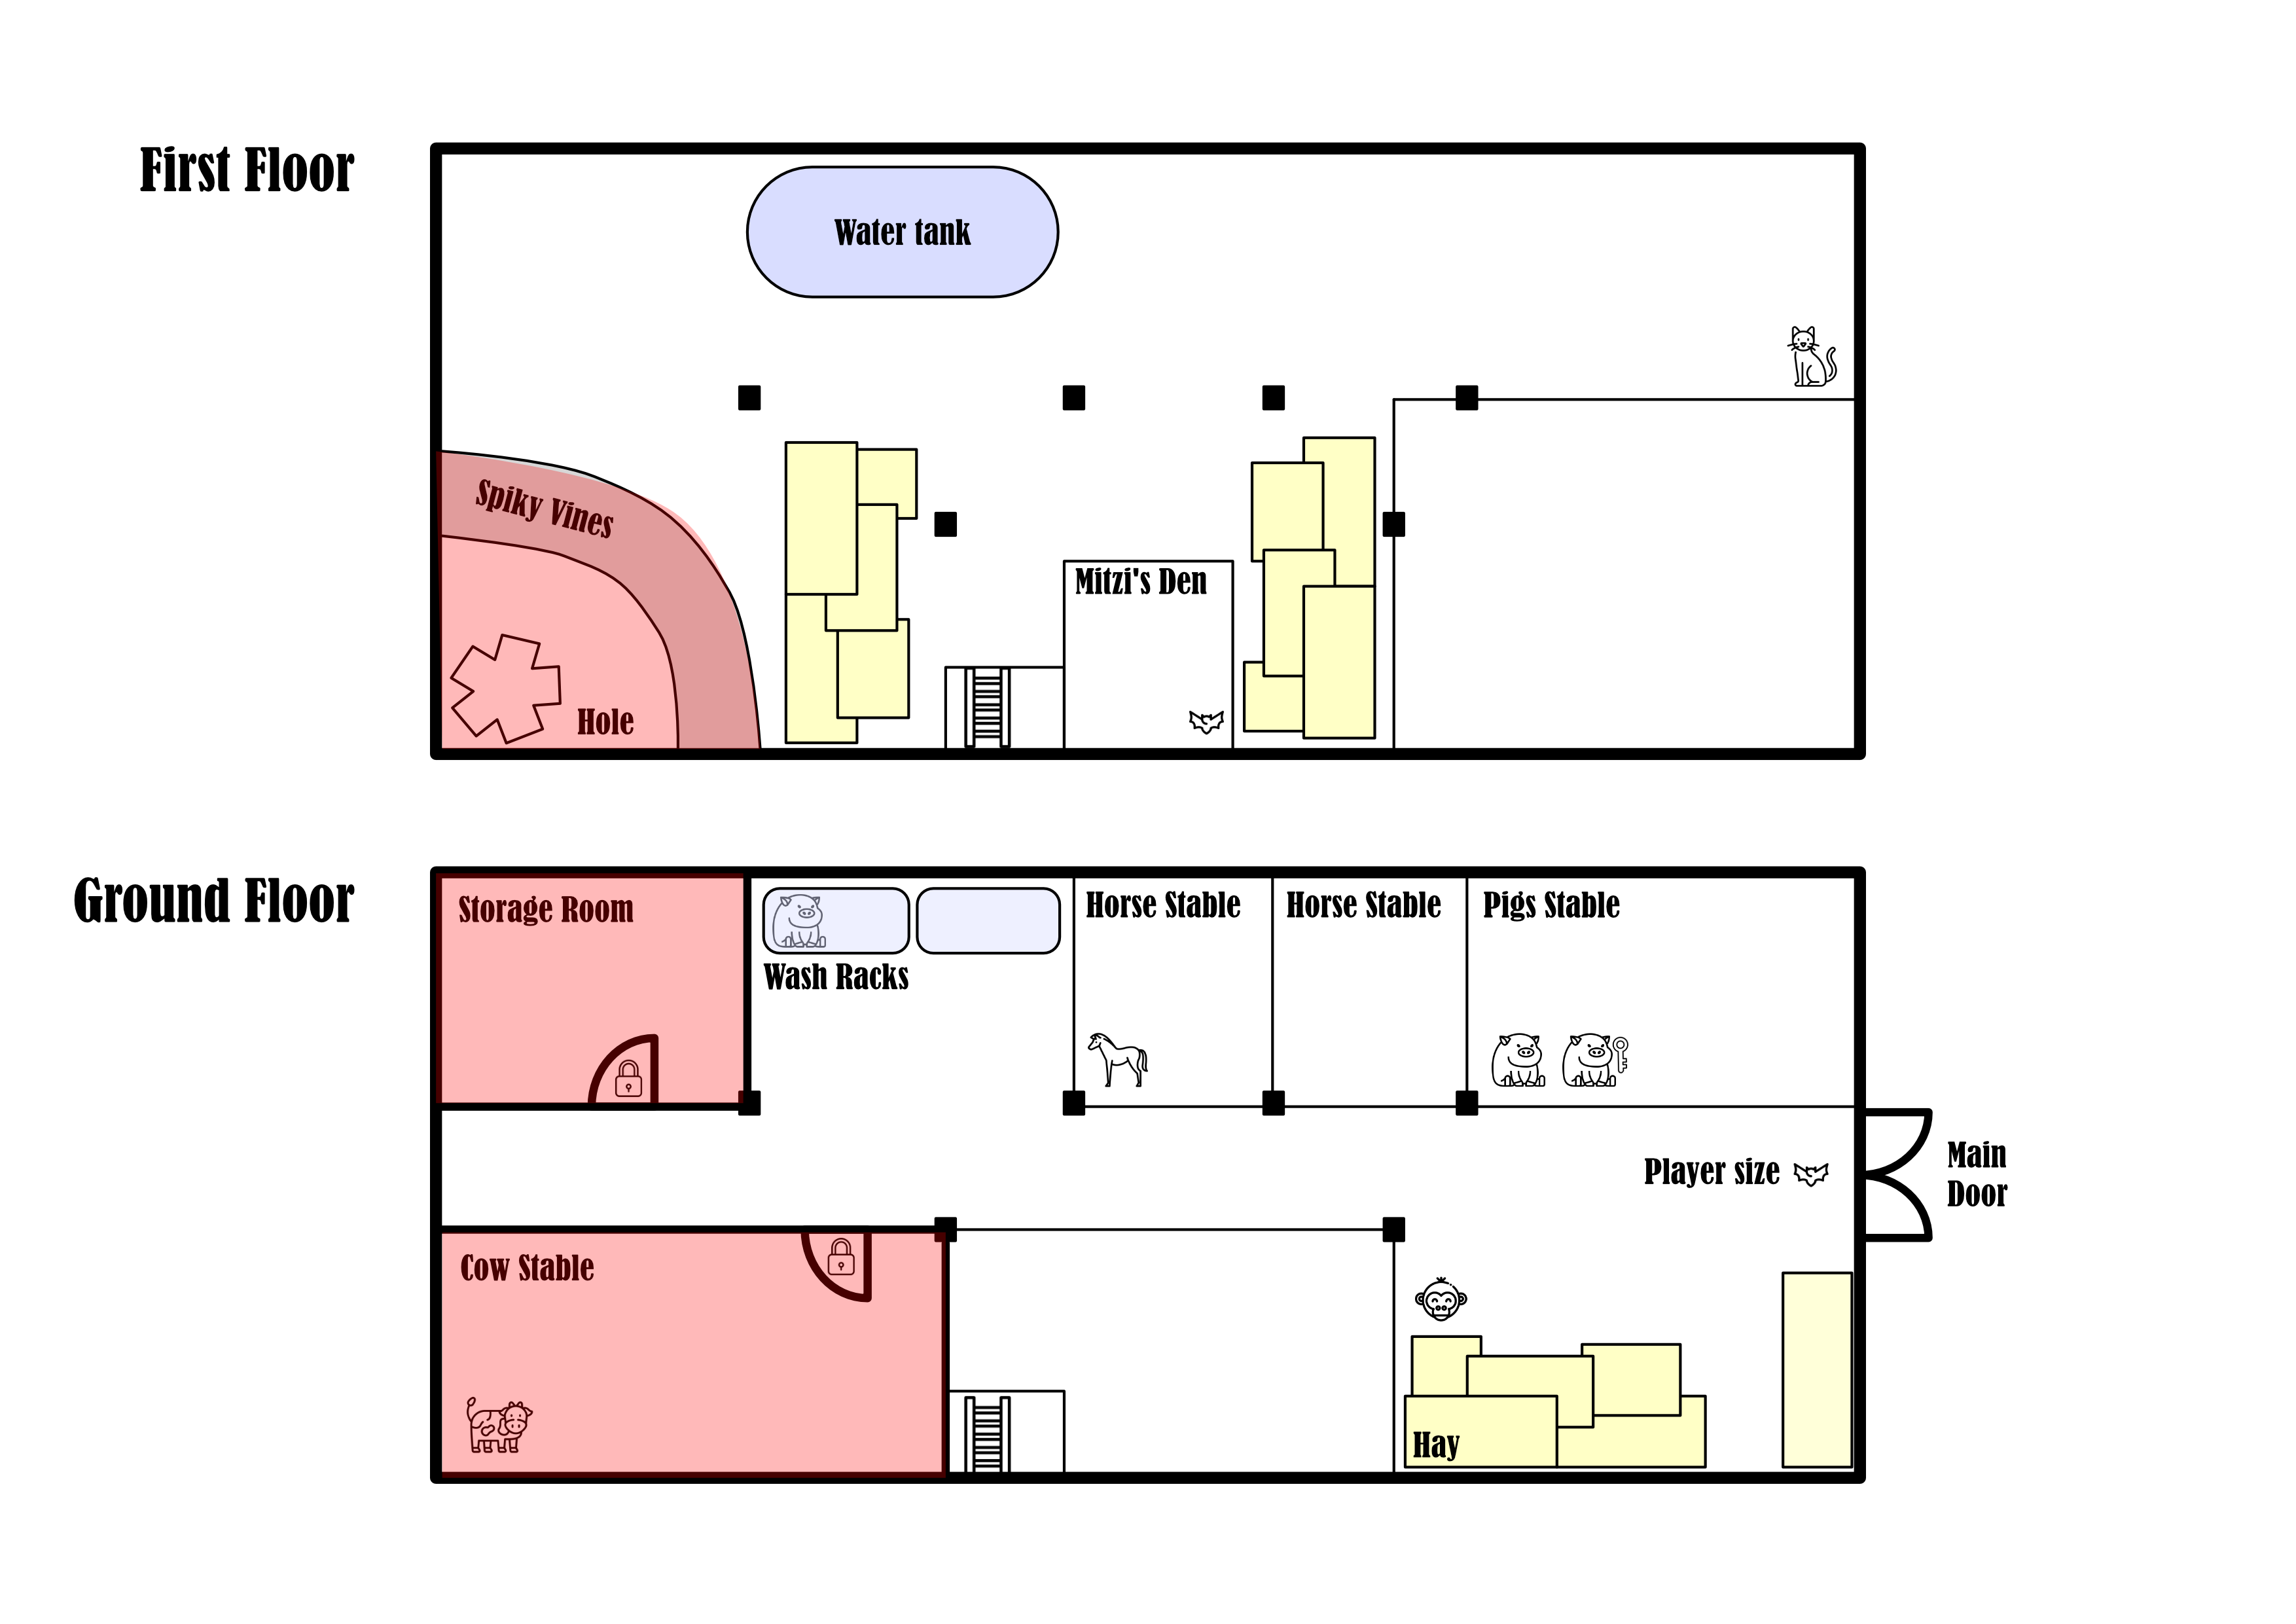 First Floor
Water tank
Spiky Vines
Mitzi's Den
Hole
Ground Floor
Storage Room
Horse Stable
Horse Stable
Pigs Stable
Wash Racks
Player size
Main
Door
Cow Stable
Hay